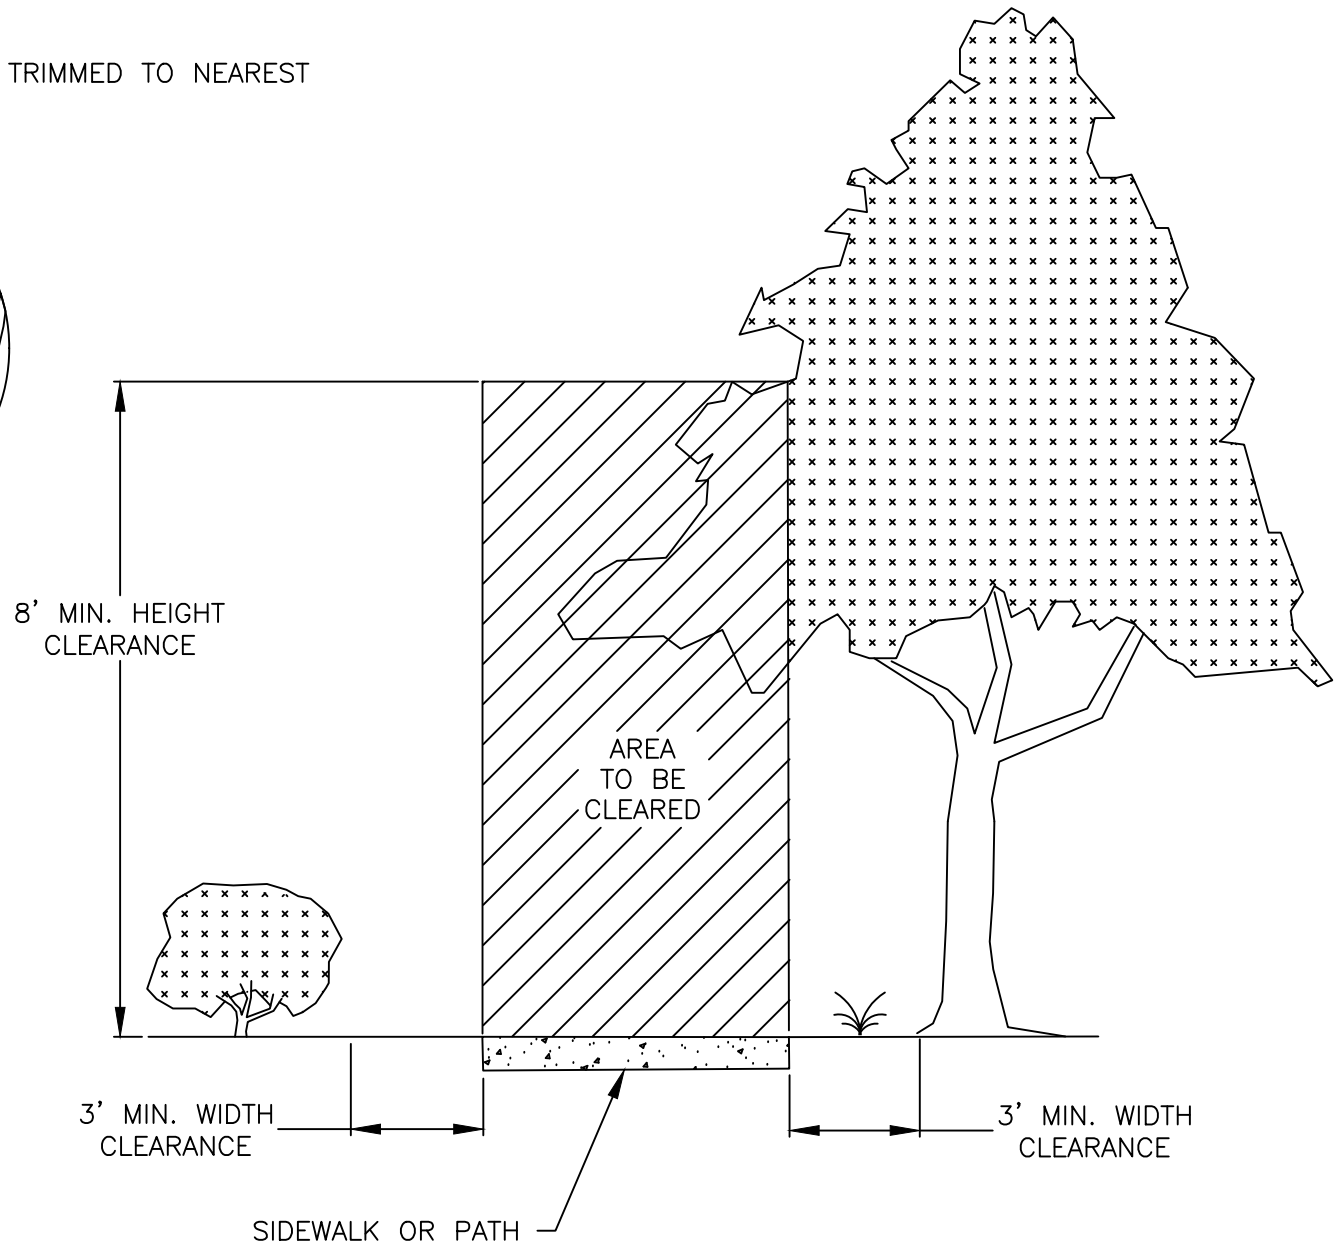 TRIMMED TO NEAREST
8' MIN. HEIGHT
CLEARANCE
AREA
TO BE
CLEARED
3' MIN. WIDTH
CLEARANCE
3' MIN. WIDTH
CLEARANCE
SIDEWALK OR PATH